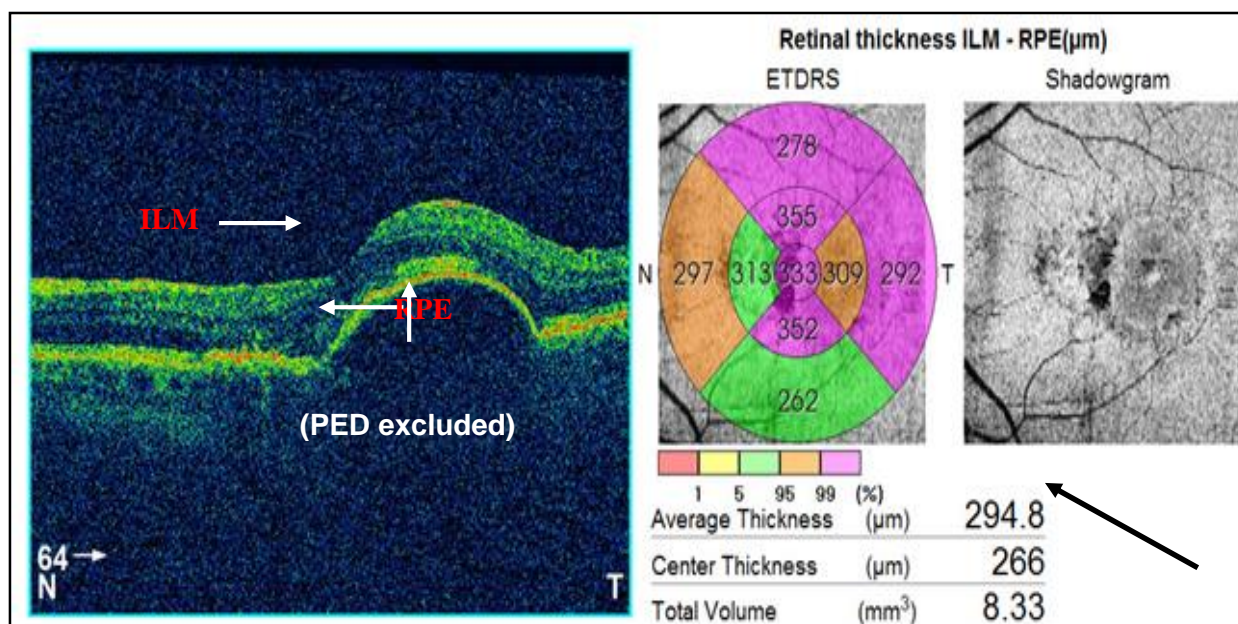 ILM
RPE
(PED excluded)
64
N
T
Retinal thickness ILM - RPE(µm)
ETDRS
Shadowgram
278
355
N 297 313 333 309 292 T
352
262
1 5 95 99 (%)
Average Thickness (µm) 294.8
Center Thickness (µm) 266
Total Volume (mm³) 8.33